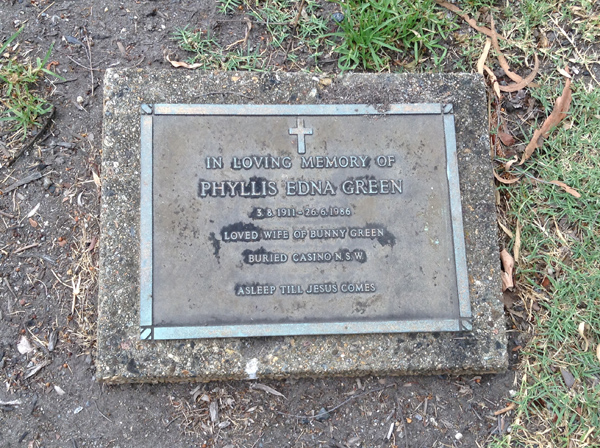 IN LOVING MEMORY OF
PHYLLIS EDNA GREEN
3.8.1911-26.6.1986
LOVED WIFE OF BUNNY GREEN
BURIED CASINO N.S.W.
ASLEEP TILL JESUS COMES